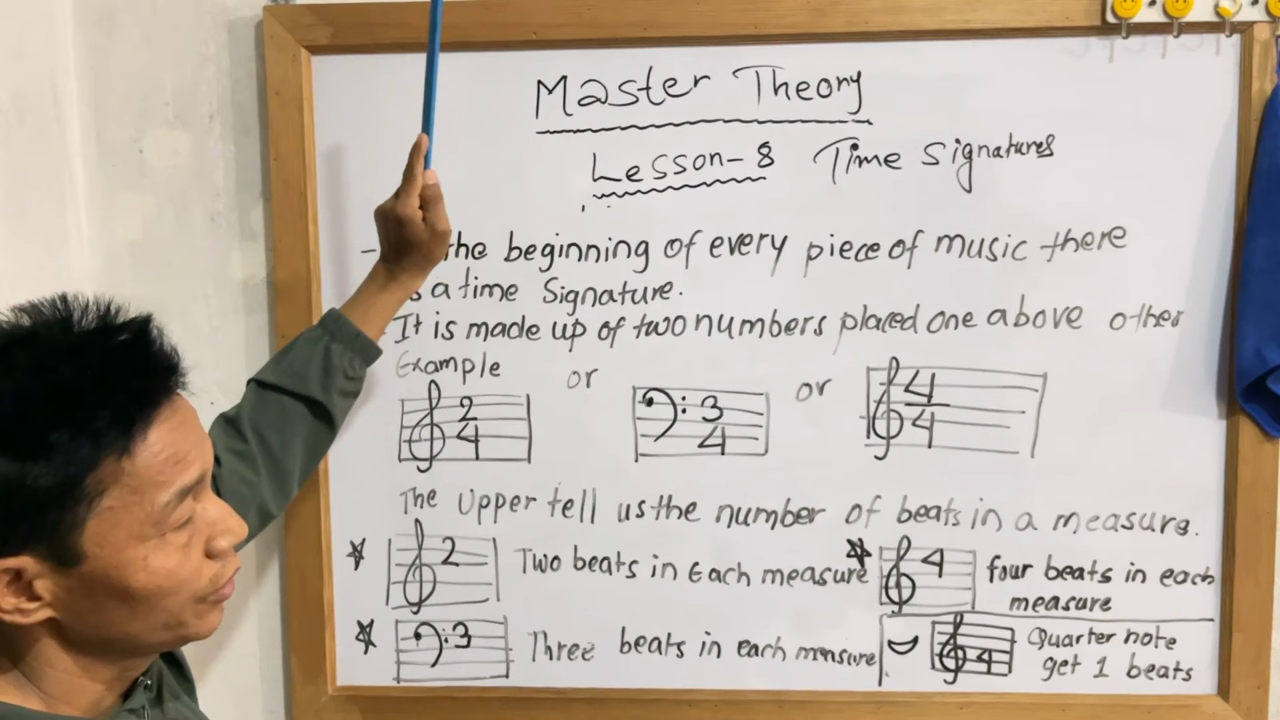 Master Theory
Lesson-8 Time Signatures
- the beginning of every piece of music there
a time Signature.
It is made up of two numbers placed one above other
Example or or
2 3 4
4 4 4
The Upper tell us the number of beats in a measure.
2 Two beats in Each measure
4 four beats in each
measure
3 Three beats in each measure
4 Quarter note
get 1 beats